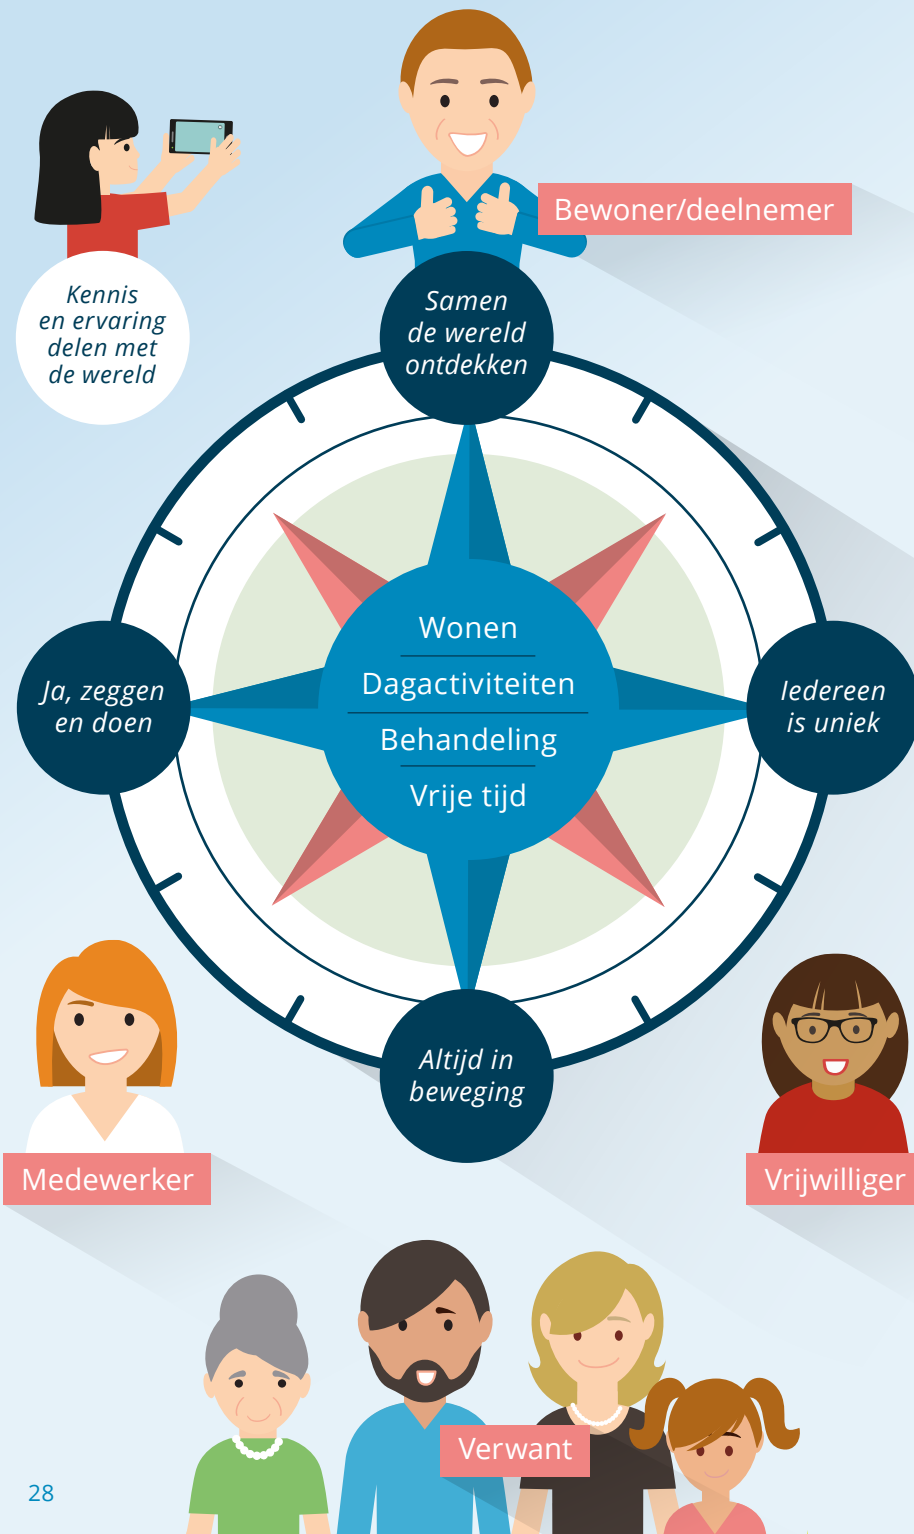 Bewoner/deelnemer
Kennis
en ervaring
delen met
de wereld
Samen
de wereld
ontdekken
Wonen
Dagactiviteiten
Behandeling
Vrije tijd
Ja, zeggen
en doen
Iedereen
is uniek
Altijd in
beweging
Medewerker
Vrijwilliger
Verwant
28